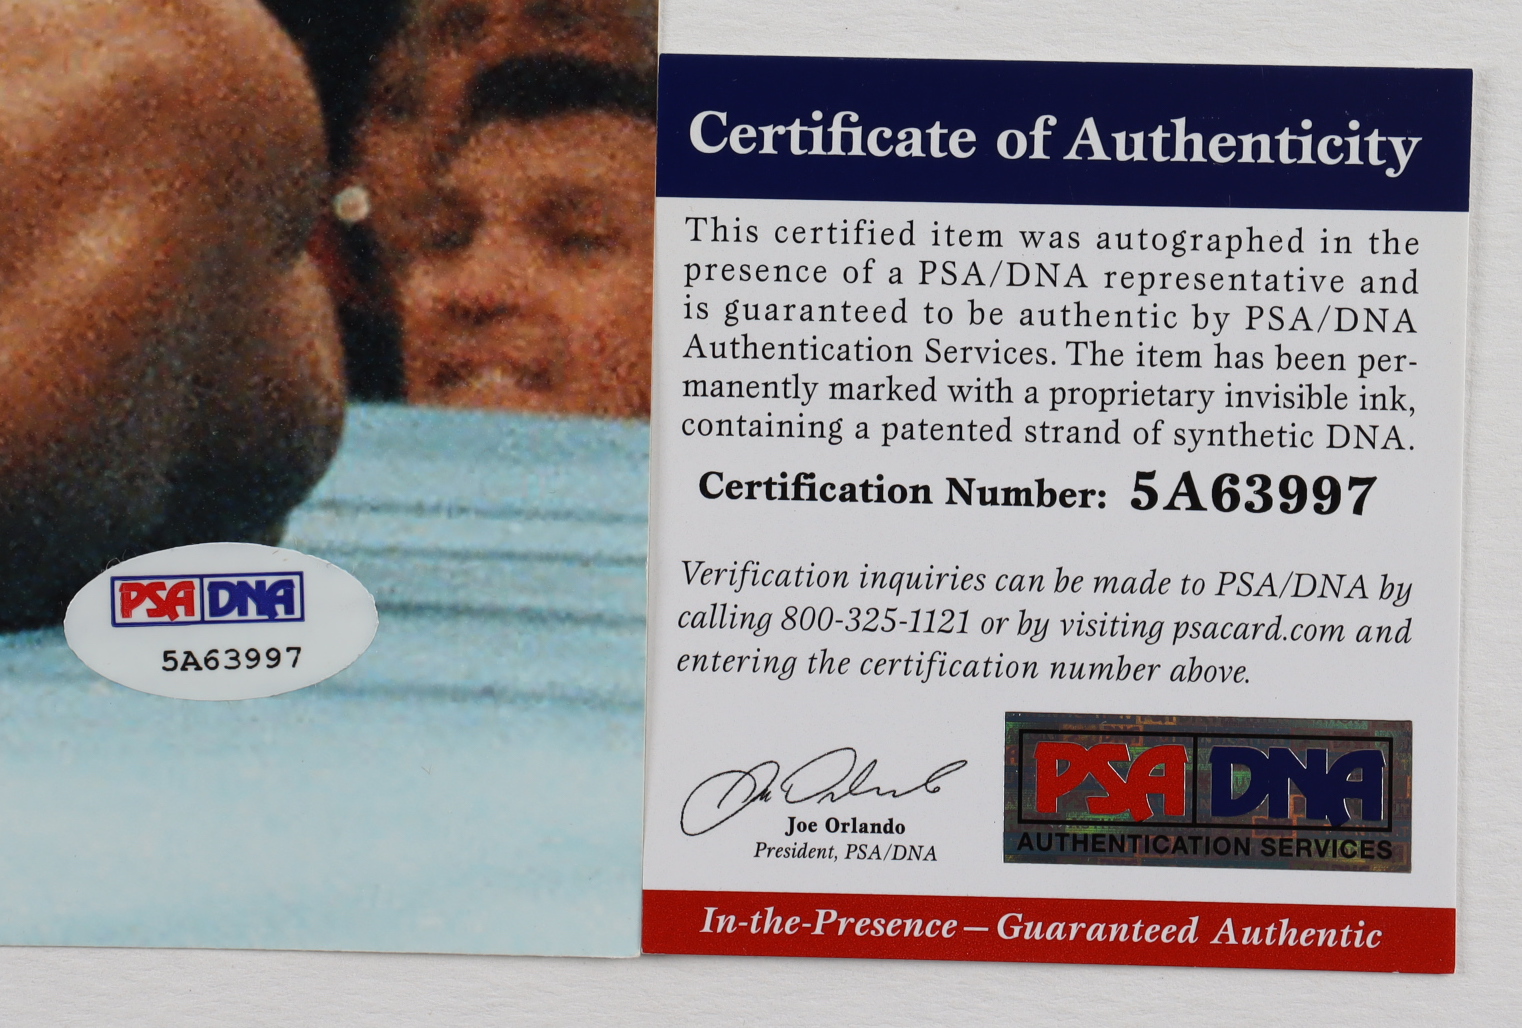 Certificate of Authenticity
This certified item was autographed in the
presence of a PSA/DNA representative and
is guaranteed to be authentic by PSA/DNA
Authentication Services. The item has been per-
manently marked with a proprietary invisible ink,
containing a patented strand of synthetic DNA.
Certification Number: 5A63997
Verification inquiries can be made to PSA/DNA by
calling 800-325-1121 or by visiting psacard.com and
entering the certification number above.
Joe Orlando
President, PSA/DNA
PSA DNA
AUTHENTICATION SERVICES
In-the-Presence – Guaranteed Authentic
PSA DNA
5A63997